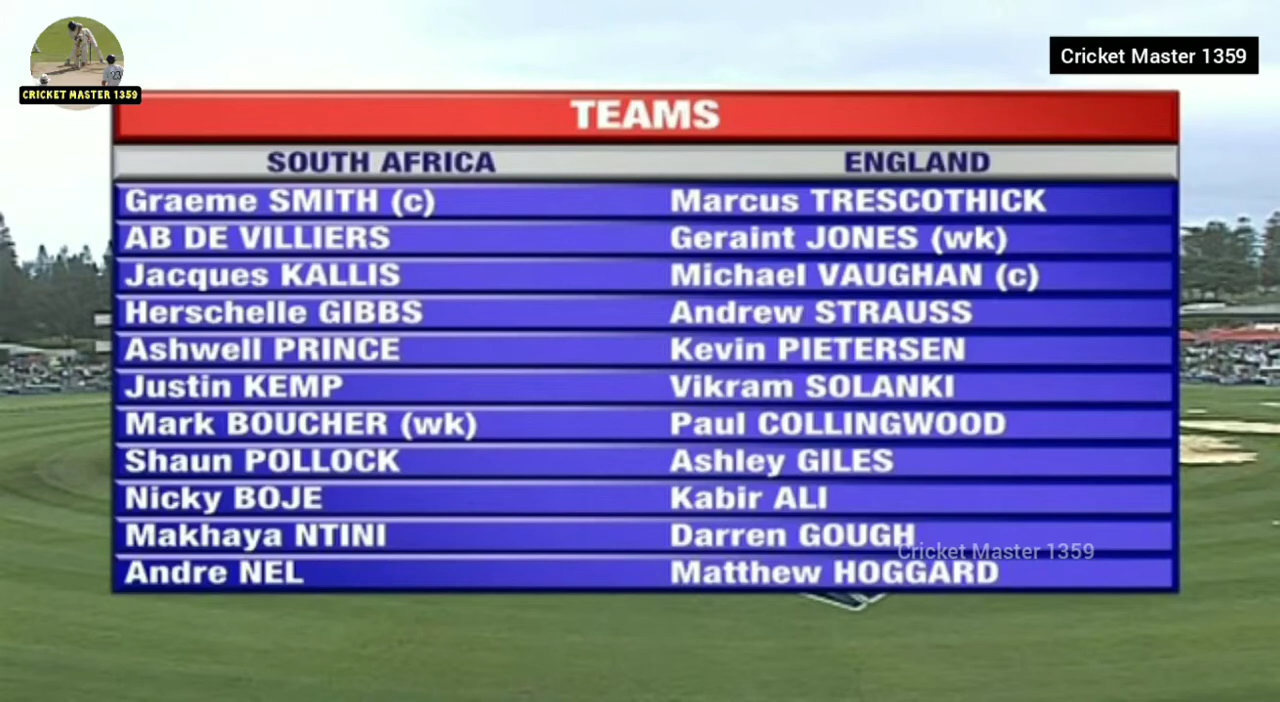 Cricket Master 1359
CRICKET MASTER 1359
TEAMS
SOUTH AFRICA ENGLAND
Graeme SMITH (c) Marcus TRESCOTHICK
AB DE VILLIERS Geraint JONES (wk)
Jacques KALLIS Michael VAUGHAN (c)
Herschelle GIBBS Andrew STRAUSS
Ashwell PRINCE Kevin PIETERSEN
Justin KEMP Vikram SOLANKI
Mark BOUCHER (wk) Paul COLLINGWOOD
Shaun POLLOCK Ashley GILES
Nicky BOJE Kabir ALI
Makhaya NTINI Darren GOUGH
Cricket Master 1359
Andre NEL Matthew HOGGARD